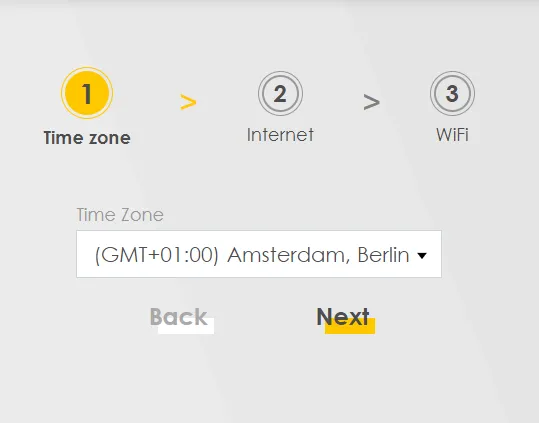 1 > 2 > 3
Time zone Internet WiFi
Time Zone
(GMT+01:00) Amsterdam, Berlin
Back Next